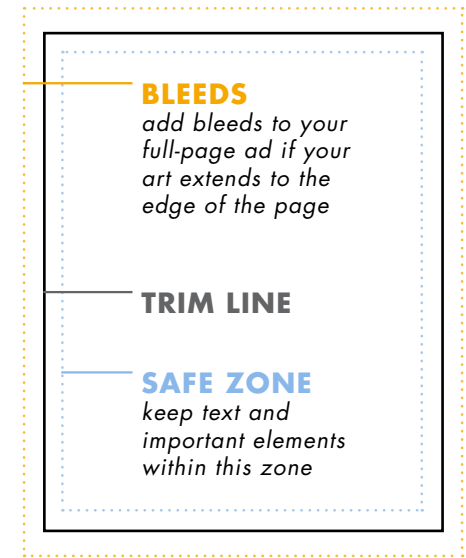 BLEEDS
add bleeds to your
full-page ad if your
art extends to the
edge of the page
TRIM LINE
SAFE ZONE
keep text and
important elements
within this zone